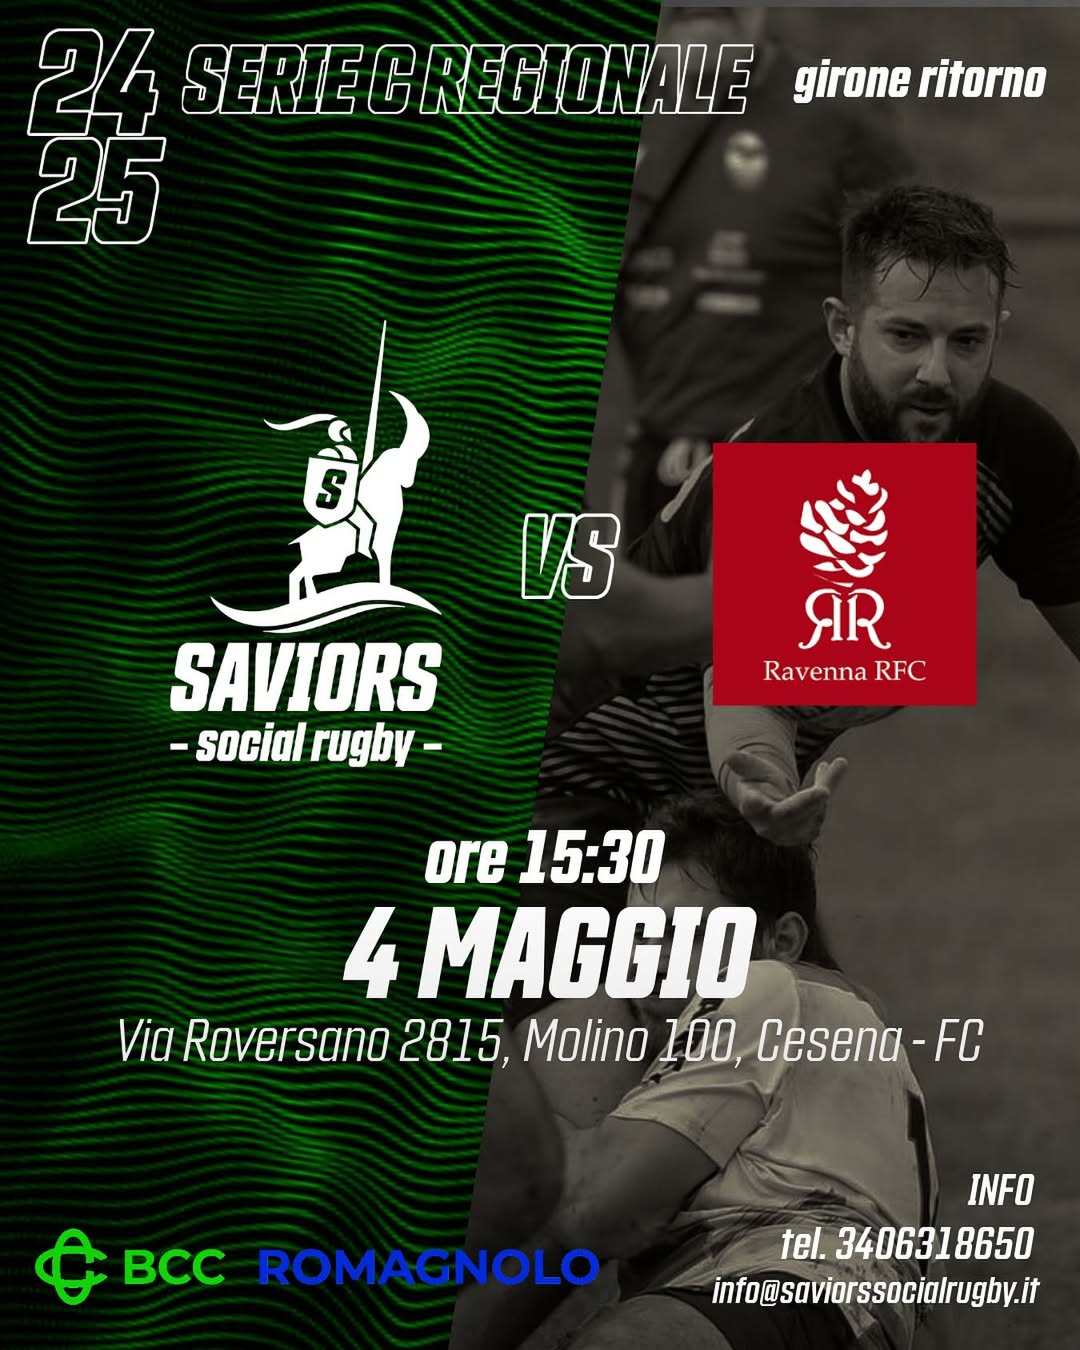 24
25
SERIE C REGIONALE
girone ritorno
S
SAVIORS
- social rugby -
VS
RR
Ravenna RFC
ore 15:30
4 MAGGIO
Via Roversano 2815, Molino 100, Cesena - FC
INFO
tel. 3406318650
info@saviorssocialrugby.it
BCC ROMAGNOLO